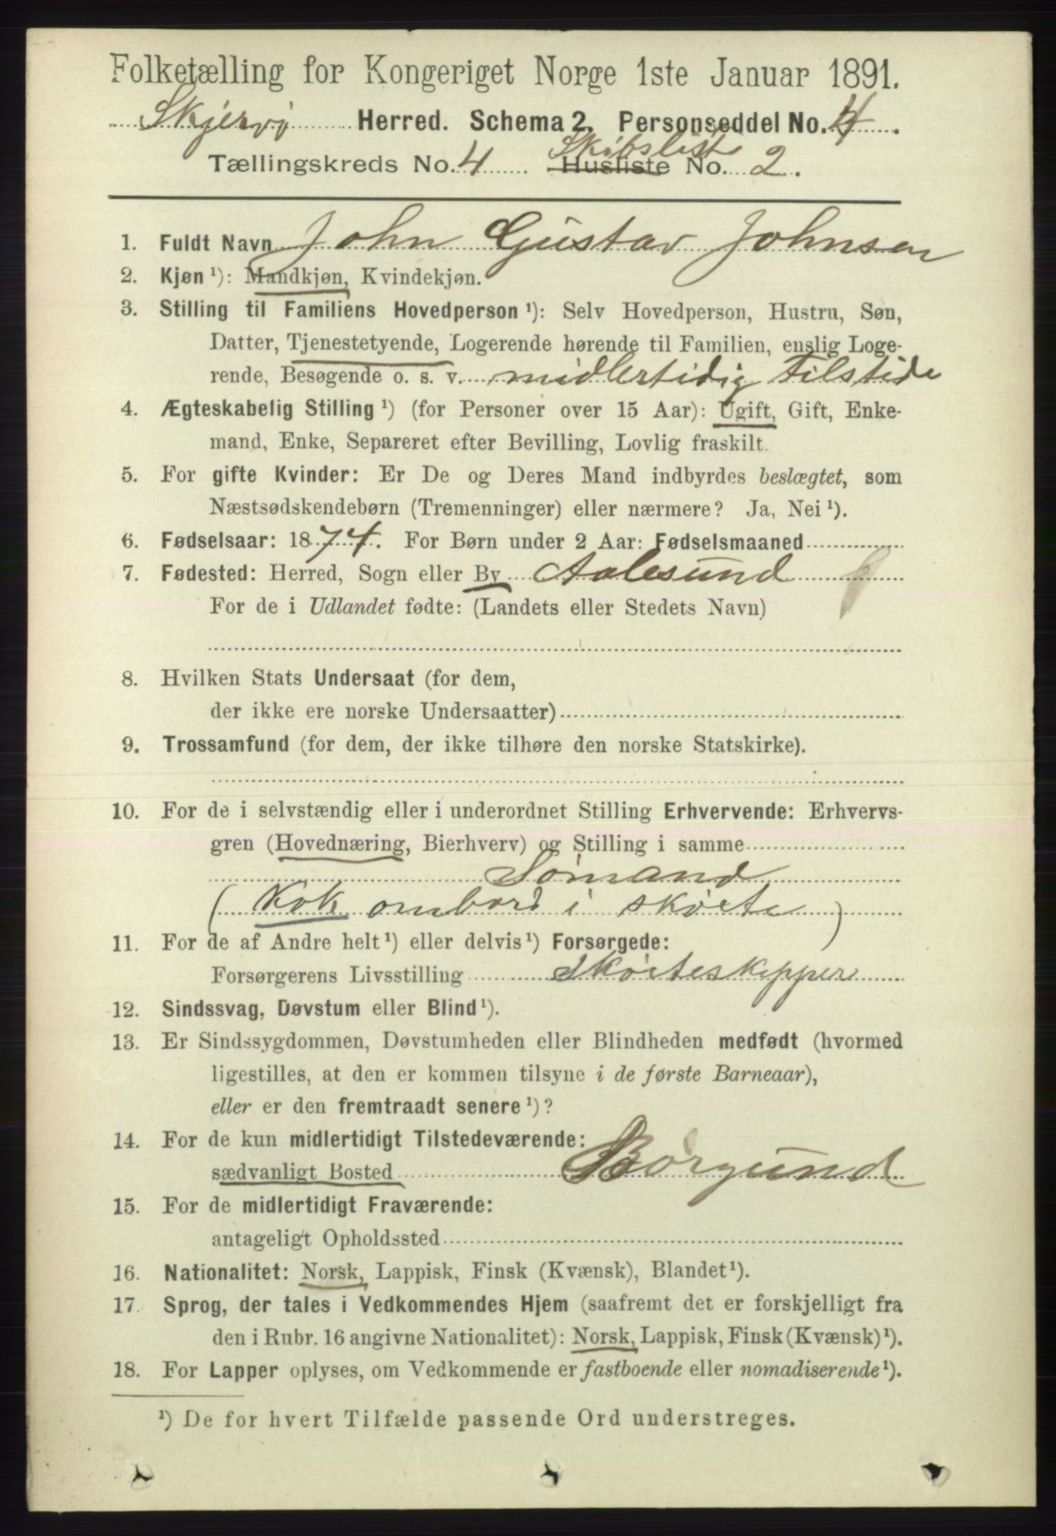 Folketælling for Kongeriget Norge 1ste Januar 1891.
Skjervø Herred. Schema 2. Personseddel No. 4.
Skibsliste
Tællingskreds No. 4 Husliste No. 2.
1. Fuldt Navn John Gustav Johnsen
2. Kjøn ¹): Mandkjøn, Kvindekjøn.
3. Stilling til Familiens Hovedperson ¹): Selv Hovedperson, Hustru, Søn,
Datter, Tjenestetyende, Logerende hørende til Familien, enslig Loge-
rende, Besøgende o. s. v. midlertidig tilstede
4. Ægteskabelig Stilling ¹) (for Personer over 15 Aar): Ugift, Gift, Enke-
mand, Enke, Separeret efter Bevilling, Lovlig fraskilt.
5. For gifte Kvinder: Er De og Deres Mand indbyrdes beslægtet, som
Næstsødskendebørn (Tremenninger) eller nærmere? Ja, Nei ¹).
6. Fødselsaar: 1874. For Børn under 2 Aar: Fødselsmaaned
7. Fødested: Herred, Sogn eller By Aalesund
For de i Udlandet fødte: (Landets eller Stedets Navn)
8. Hvilken Stats Undersaat (for dem,
der ikke ere norske Undersaatter)
9. Trossamfund (for dem, der ikke tilhøre den norske Statskirke).
10. For de i selvstændig eller i underordnet Stilling Erhvervende: Erhvervs-
gren (Hovednæring, Bierhverv) og Stilling i samme
Sømand
(Kok ombord i skøite)
11. For de af Andre helt ¹) eller delvis ¹) Forsørgede:
Forsørgerens Livsstilling Skøiteskipper
12. Sindssvag, Døvstum eller Blind ¹).
13. Er Sindssygdommen, Døvstumheden eller Blindheden medfødt (hvormed
ligestilles, at den er kommen tilsyne i de første Barneaar),
eller er den fremtraadt senere ¹)?
14. For de kun midlertidigt Tilstedeværende:
sædvanligt Bosted Børgund
15. For de midlertidigt Fraværende:
antageligt Opholdssted
16. Nationalitet: Norsk, Lappisk, Finsk (Kvænsk), Blandet ¹).
17. Sprog, der tales i Vedkommendes Hjem (saafremt det er forskjelligt fra
den i Rubr. 16 angivne Nationalitet): Norsk, Lappisk, Finsk (Kvænsk) ¹).
18. For Lapper oplyses, om Vedkommende er fastboende eller nomadiserende ¹).
¹) De for hvert Tilfælde passende Ord understreges.